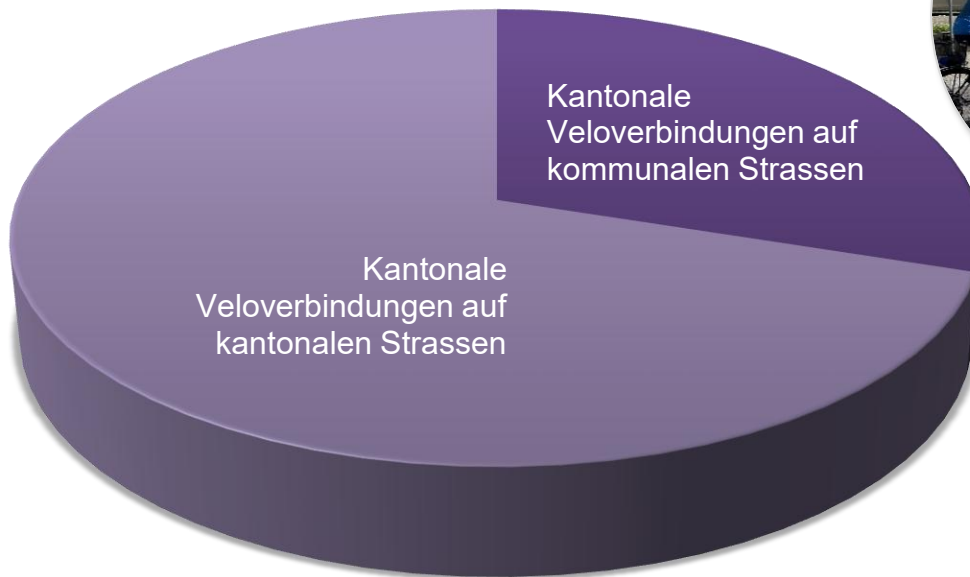 Kantonale
Veloverbindungen auf
kommunalen Strassen
Kantonale
Veloverbindungen auf
kantonalen Strassen